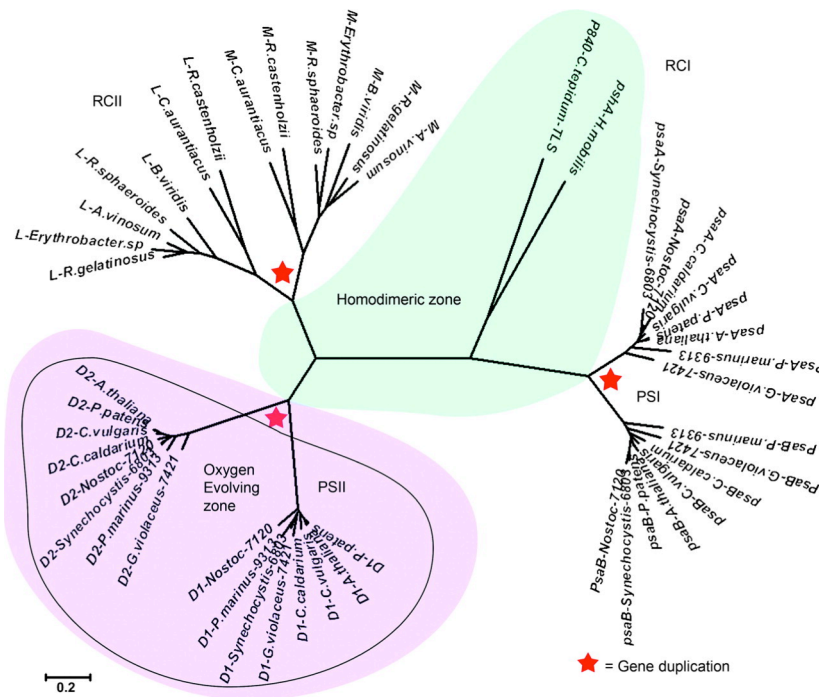 RCII
L-R.gelatinosus
L-Erythrobacter.sp
L-A.vinosum
L-R.sphaeroides
L-B.viridis
L-C.aurantiacus
L-R.castenholzii
M-C.aurantiacus
M-R.castenholzii
M-R.sphaeroides
M-Erythrobacter.sp
M-B.viridis
M-R.gelatinosus
M-A.vinosum
RCI
P840-C.tepidum-TLS
pshA-H.mobilis
Homodimeric zone
psaA-Synechocystis-6803
psaA-Nostoc-7120
psaA-C.caldarium
psaA-C.vulgaris
psaA-P.patens
psaA-A.thaliana
psaA-P.marinus-9313
psaA-G.violaceus-7421
PSI
PsaB-P.marinus-9313
PsaB-G.violaceus-7421
psaB-C.caldarium
psaB-C.vulgaris
psaB-A.thaliana
psaB-P.patens
psaB-Synechocystis-6803
PsaB-Nostoc-7120
D2-A.thaliana
D2-P.patens
D2-C.vulgaris
D2-C.caldarium
D2-Nostoc-7120
D2-Synechocystis-6803
D2-P.marinus-9313
D2-G.violaceus-7421
Oxygen
Evolving
zone
PSII
D1-Nostoc-7120
D1-P.marinus-9313
D1-Synechocystis-6803
D1-G.violaceus-7421
D1-C.caldarium
D1-C.vulgaris
D1-A.thaliana
D1-P.patens
0.2
= Gene duplication